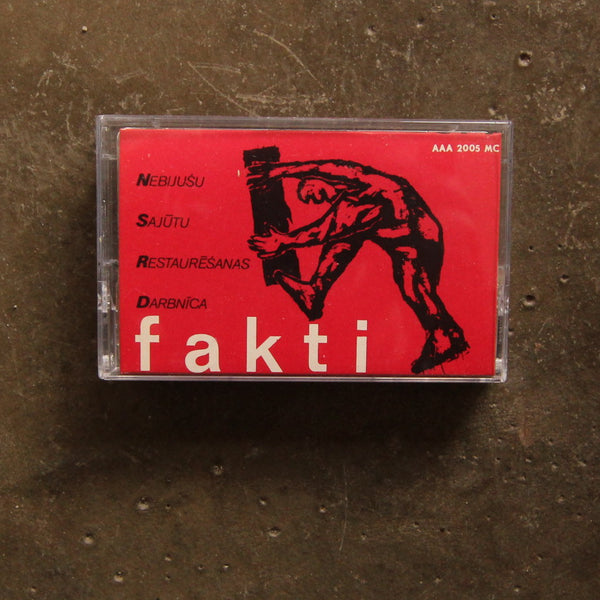 AAA 2005 MC
NEBIJUŠU
SAJŪTU
RESTAURĒŠANAS
DARBNĪCA
fakti